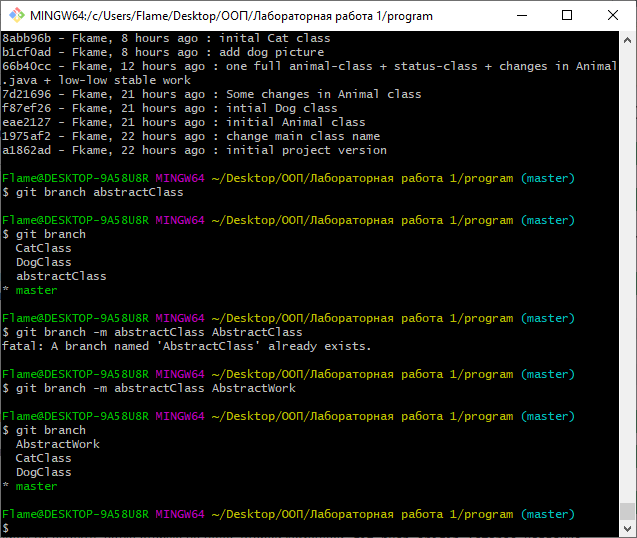 MINGW64:/c/Users/Flame/Desktop/ООП/Лабораторная работа 1/program
8abb96b - Fkame, 8 hours ago : inital Cat class
b1cf0ad - Fkame, 8 hours ago : add dog picture
66b40cc - Fkame, 12 hours ago : one full animal-class + status-class + changes in Animal
.java + low-low stable work
7d21696 - Fkame, 21 hours ago : Some changes in Animal class
f87ef26 - Fkame, 21 hours ago : intial Dog class
eae2127 - Fkame, 21 hours ago : initial Animal class
1975af2 - Fkame, 22 hours ago : change main class name
a1862ad - Fkame, 22 hours ago : initial project version
Flame@DESKTOP-9A58U8R MINGW64 ~/Desktop/ООП/Лабораторная работа 1/program (master)
$ git branch abstractClass
Flame@DESKTOP-9A58U8R MINGW64 ~/Desktop/ООП/Лабораторная работа 1/program (master)
$ git branch
CatClass
DogClass
abstractClass
* master
Flame@DESKTOP-9A58U8R MINGW64 ~/Desktop/ООП/Лабораторная работа 1/program (master)
$ git branch -m abstractClass AbstractClass
fatal: A branch named 'AbstractClass' already exists.
Flame@DESKTOP-9A58U8R MINGW64 ~/Desktop/ООП/Лабораторная работа 1/program (master)
$ git branch -m abstractClass AbstractWork
Flame@DESKTOP-9A58U8R MINGW64 ~/Desktop/ООП/Лабораторная работа 1/program (master)
$ git branch
AbstractWork
CatClass
DogClass
* master
Flame@DESKTOP-9A58U8R MINGW64 ~/Desktop/ООП/Лабораторная работа 1/program (master)
$